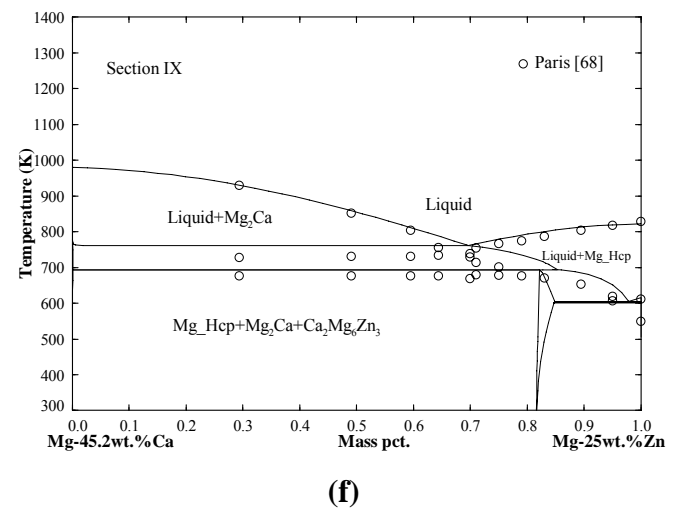 1400
1300
1200
1100
1000
900
800
700
600
500
400
300
Temperature (K)
Section IX
Paris [68]
Liquid
Liquid+Mg₂Ca
Liquid+Mg_Hcp
Mg_Hcp+Mg₂Ca+Ca₂Mg₆Zn₃
0.0 0.1 0.2 0.3 0.4 0.5 0.6 0.7 0.8 0.9 1.0
Mg-45.2wt.%Ca Mass pct. Mg-25wt.%Zn
(f)